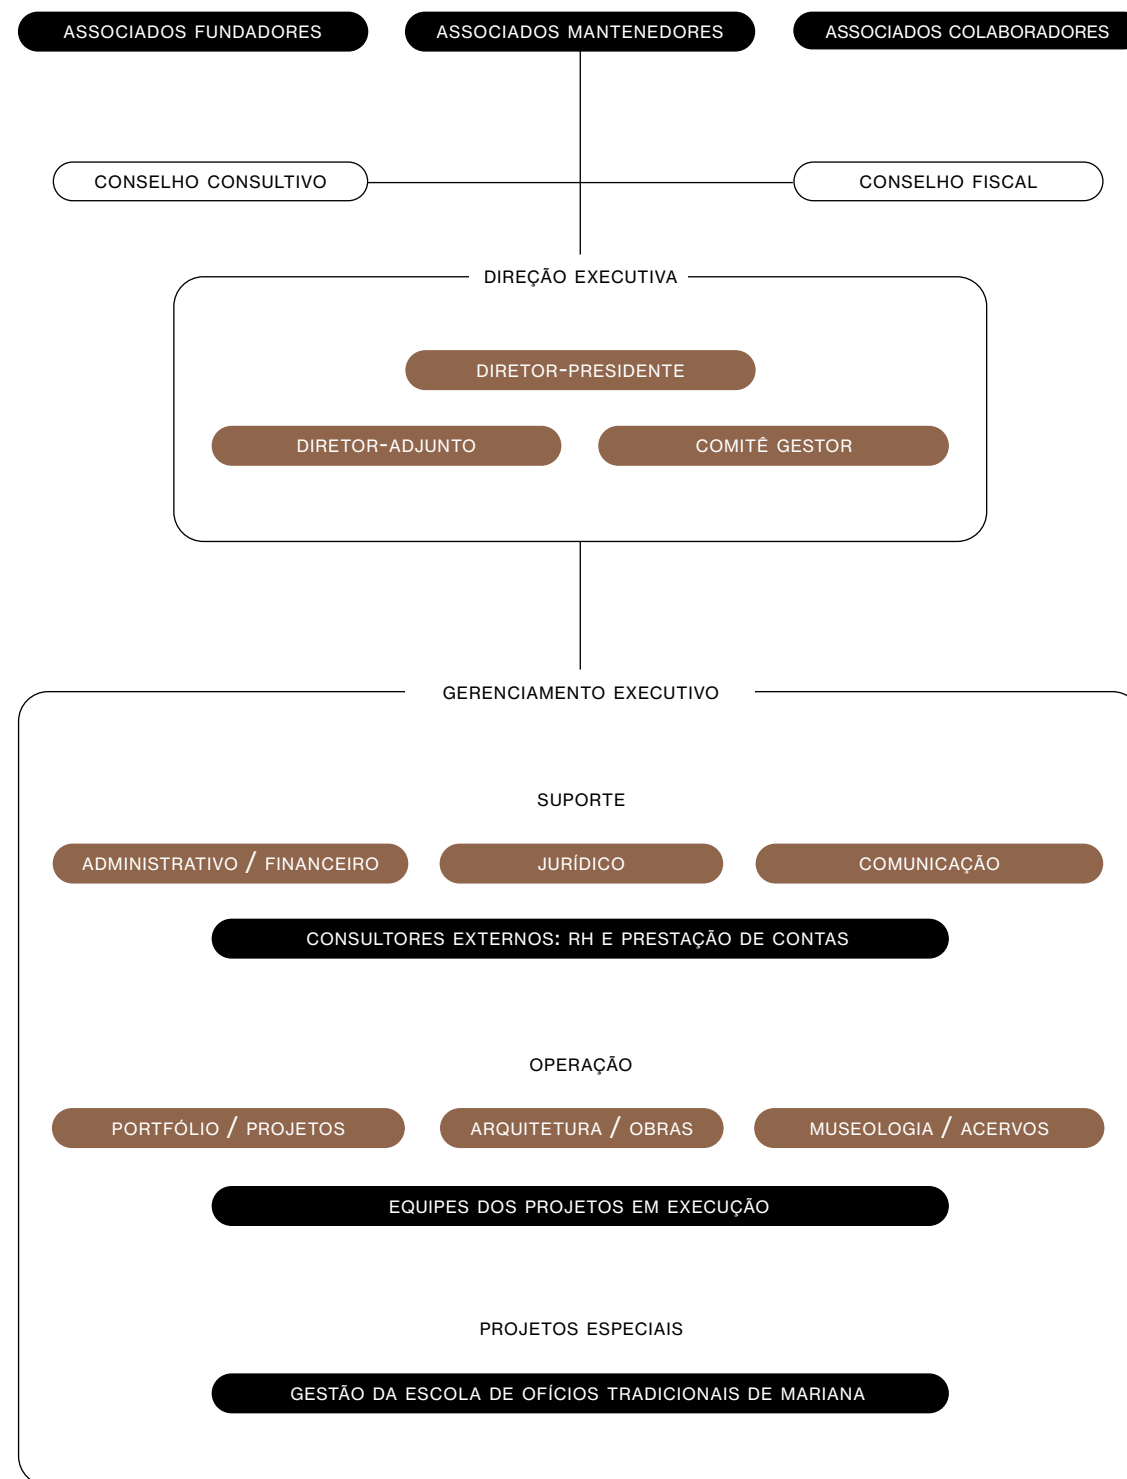 ASSOCIADOS FUNDADORES
ASSOCIADOS MANTENEDORES
ASSOCIADOS COLABORADORES
CONSELHO CONSULTIVO
CONSELHO FISCAL
DIREÇÃO EXECUTIVA
DIRETOR-PRESIDENTE
DIRETOR-ADJUNTO
COMITÊ GESTOR
GERENCIAMENTO EXECUTIVO
SUPORTE
ADMINISTRATIVO / FINANCEIRO
JURÍDICO
COMUNICAÇÃO
CONSULTORES EXTERNOS: RH E PRESTAÇÃO DE CONTAS
OPERAÇÃO
PORTFÓLIO / PROJETOS
ARQUITETURA / OBRAS
MUSEOLOGIA / ACERVOS
EQUIPES DOS PROJETOS EM EXECUÇÃO
PROJETOS ESPECIAIS
GESTÃO DA ESCOLA DE OFÍCIOS TRADICIONAIS DE MARIANA